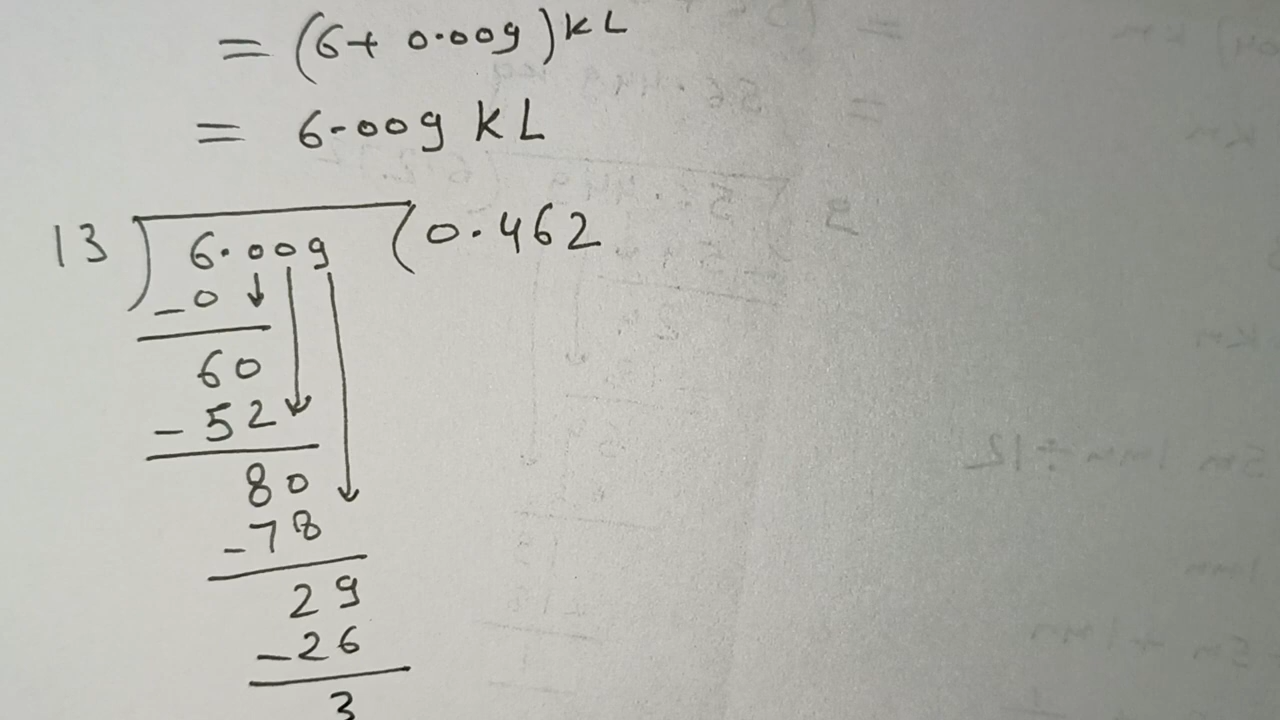 = (6+ 0.009) KL
= 6.009 KL
13) 6.009 (0.462
-0
60
-52
80
-78
29
-26
3